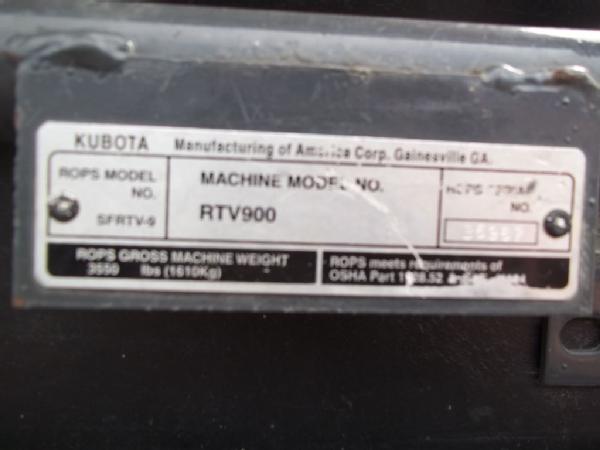 KUBOTA Manufacturing of America Corp. Gainesville GA.
ROPS MODEL NO.
SFRTV-9
MACHINE MODEL NO.
RTV900
ROPS NO.
ROPS GROSS MACHINE WEIGHT
3550 lbs (1610Kg)
ROPS meets requirements of
OSHA Part